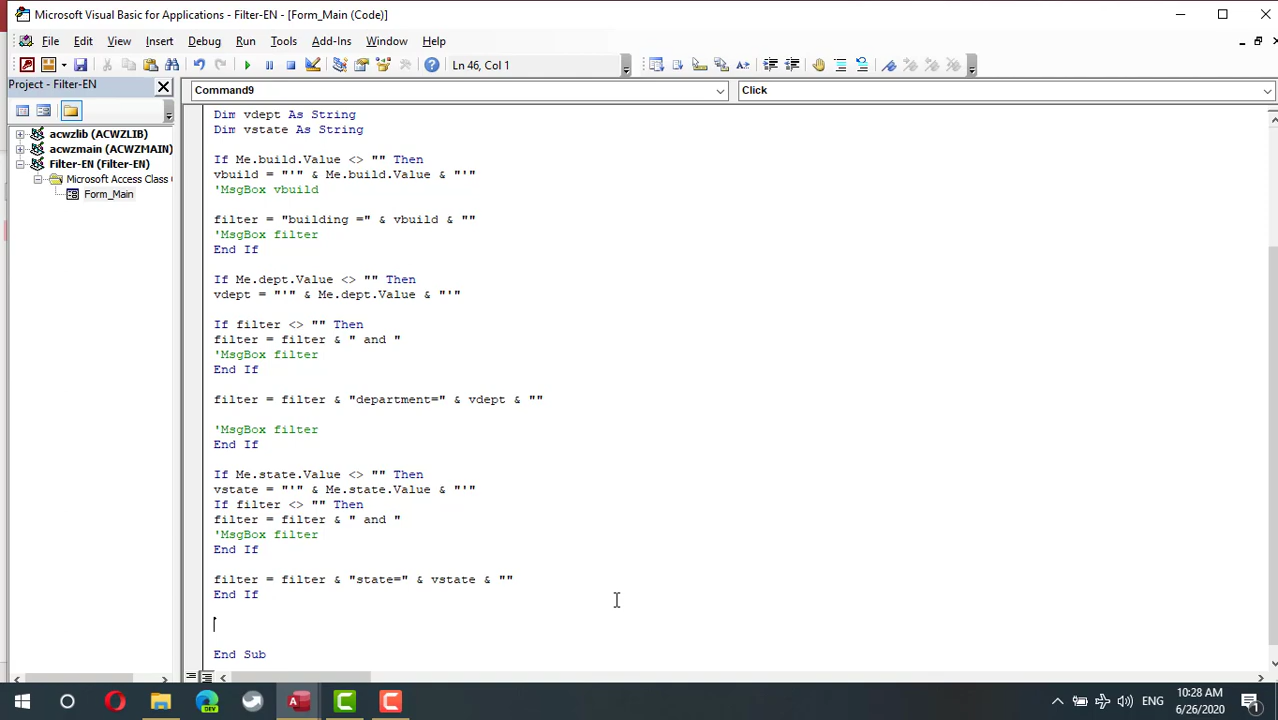 Microsoft Visual Basic for Applications - Filter-EN - [Form_Main (Code)]
File Edit View Insert Debug Run Tools Add-Ins Window Help
Ln 46, Col 1
Project - Filter-EN
Command9
Click
acwzlib (ACWZLIB)
acwzmain (ACWZMAIN)
Filter-EN (Filter-EN)
Microsoft Access Class
Form_Main
Dim vdept As String
Dim vstate As String
If Me.build.Value <> "" Then
vbuild = "'" & Me.build.Value & "'"
'MsgBox vbuild
filter = "building =" & vbuild & ""
'MsgBox filter
End If
If Me.dept.Value <> "" Then
vdept = "'" & Me.dept.Value & "'"
If filter <> "" Then
filter = filter & " and "
'MsgBox filter
End If
filter = filter & "department=" & vdept & ""
'MsgBox filter
End If
If Me.state.Value <> "" Then
vstate = "'" & Me.state.Value & "'"
If filter <> "" Then
filter = filter & " and "
'MsgBox filter
End If
filter = filter & "state=" & vstate & ""
End If
End Sub
DEV
ENG
10:28 AM
6/26/2020
1